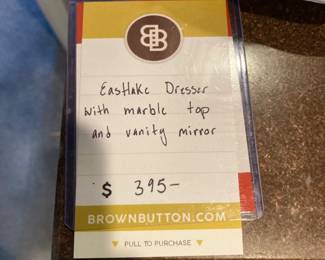 Eastlake Dresser
with marble top
and vanity mirror
$ 395-
BROWNBUTTON.COM
PULL TO PURCHASE